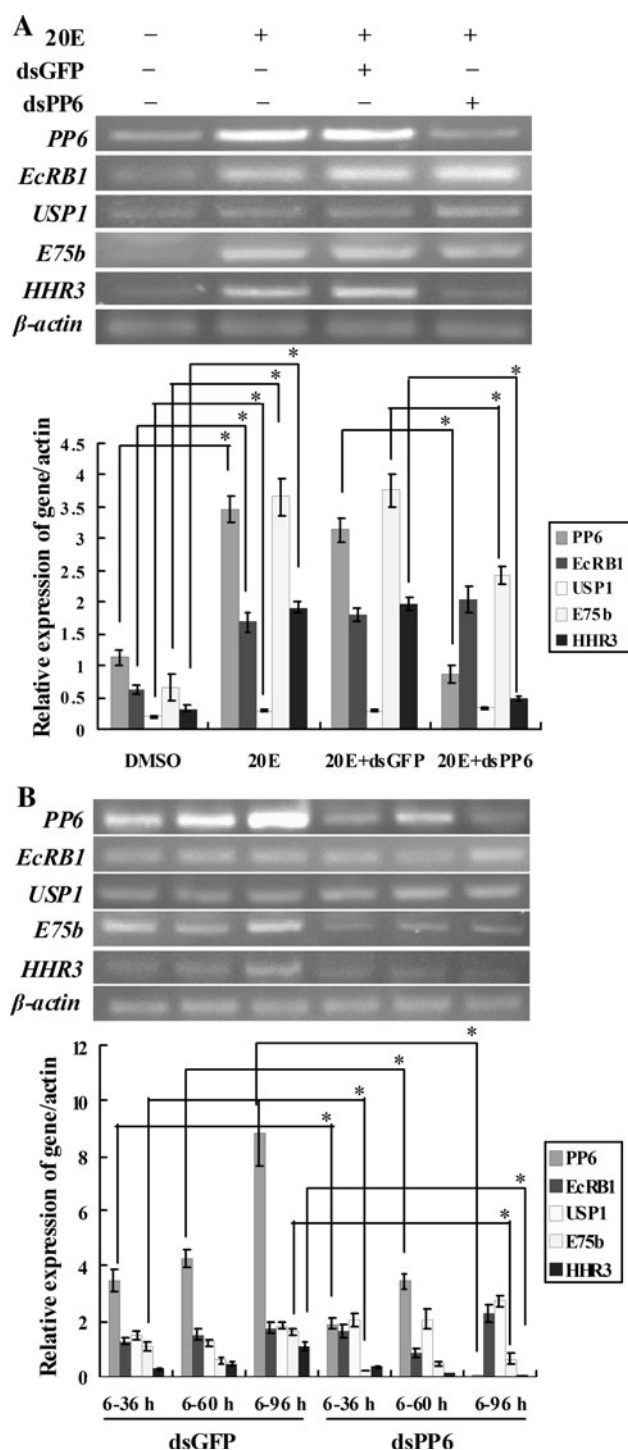 A
20E − + + +
dsGFP − − + −
dsPP6 − − − +
PP6
EcRB1
USP1
E75b
HHR3
β-actin
* * * * * * * *
Relative expression of gene/actin
4.5
4
3.5
3
2.5
2
1.5
1
0.5
0
DMSO 20E 20E+dsGFP 20E+dsPP6
PP6
EcRB1
USP1
E75b
HHR3
B
PP6
EcRB1
USP1
E75b
HHR3
β-actin
* * * * * *
Relative expression of gene/actin
12
10
8
6
4
2
0
6-36 h 6-60 h 6-96 h 6-36 h 6-60 h 6-96 h
dsGFP dsPP6
PP6
EcRB1
USP1
E75b
HHR3